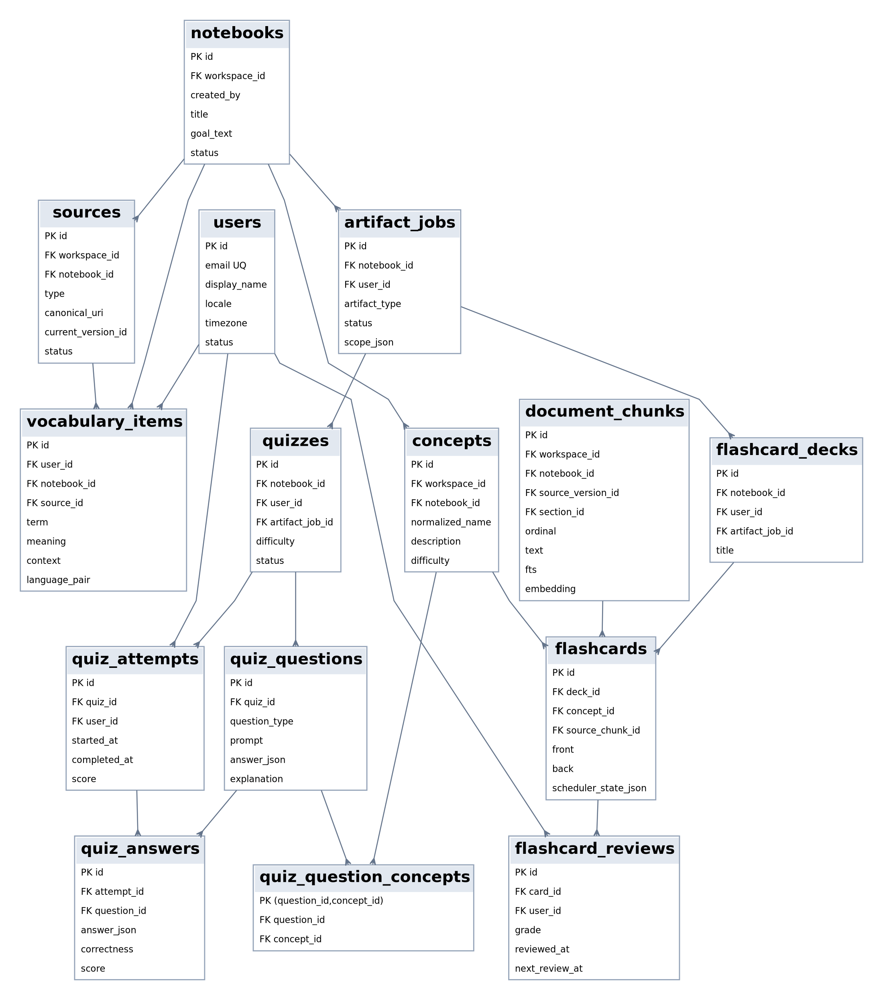 notebooks
PK id
FK workspace_id
created_by
title
goal_text
status
sources
PK id
FK workspace_id
FK notebook_id
type
canonical_uri
current_version_id
status
users
PK id
email UQ
display_name
locale
timezone
status
artifact_jobs
PK id
FK notebook_id
FK user_id
artifact_type
status
scope_json
vocabulary_items
PK id
FK user_id
FK notebook_id
FK source_id
term
meaning
context
language_pair
quizzes
PK id
FK notebook_id
FK user_id
FK artifact_job_id
difficulty
status
concepts
PK id
FK workspace_id
FK notebook_id
normalized_name
description
difficulty
document_chunks
PK id
FK workspace_id
FK notebook_id
FK source_version_id
FK section_id
ordinal
text
fts
embedding
flashcard_decks
PK id
FK notebook_id
FK user_id
FK artifact_job_id
title
quiz_attempts
PK id
FK quiz_id
FK user_id
started_at
completed_at
score
quiz_questions
PK id
FK quiz_id
question_type
prompt
answer_json
explanation
flashcards
PK id
FK deck_id
FK concept_id
FK source_chunk_id
front
back
scheduler_state_json
quiz_answers
PK id
FK attempt_id
FK question_id
answer_json
correctness
score
quiz_question_concepts
PK (question_id,concept_id)
FK question_id
FK concept_id
flashcard_reviews
PK id
FK card_id
FK user_id
grade
reviewed_at
next_review_at